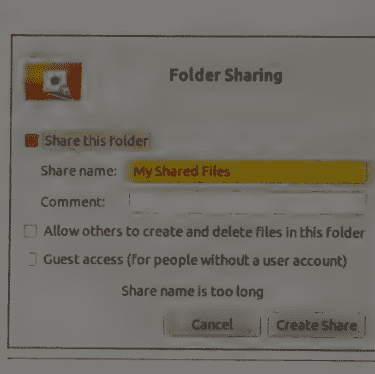 Folder Sharing
Share this folder
Share name: My Shared Files
Comment:
Allow others to create and delete files in this folder
Guest access (for people without a user account)
Share name is too long
Cancel Create Share